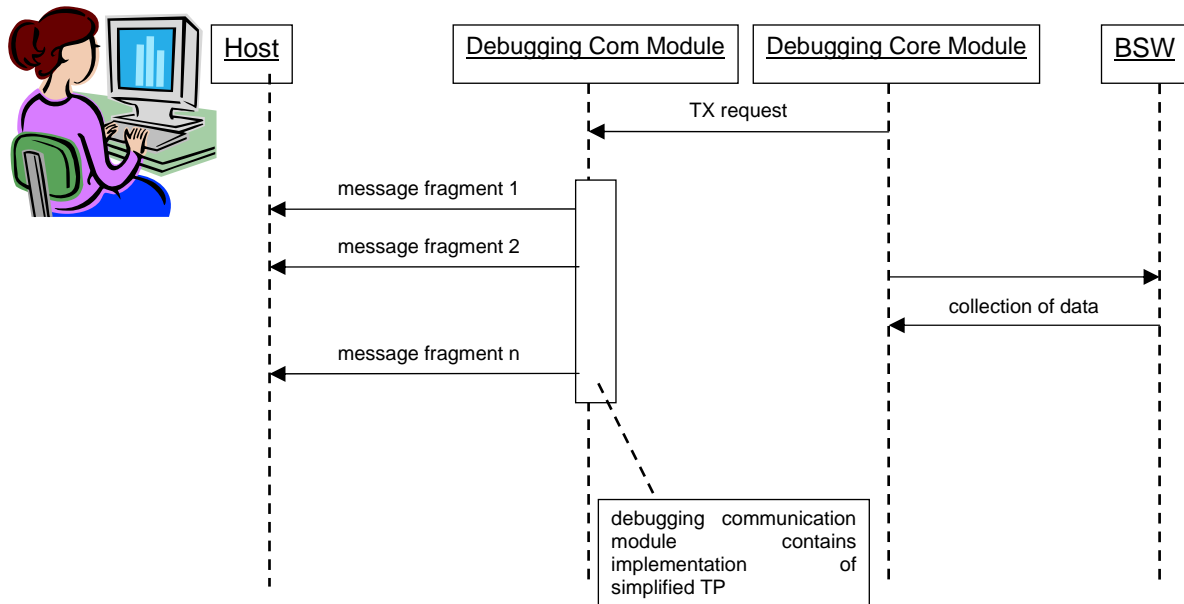 Host
Debugging Com Module
Debugging Core Module
BSW
TX request
message fragment 1
message fragment 2
collection of data
message fragment n
debugging communication
module contains
implementation of
simplified TP